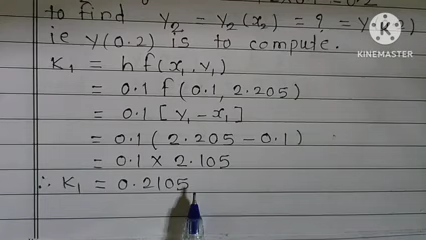 to find y₂ = y₂(x₂) = ? = y( 2)
ie y(0.2) is to compute.
K₁ = h f(x₁, y₁)
= 0.1 f(0.1, 2.205)
= 0.1 [y₁ - x₁]
= 0.1 (2.205 - 0.1)
= 0.1 × 2.105
∴ K₁ = 0.2105
KINEMASTER